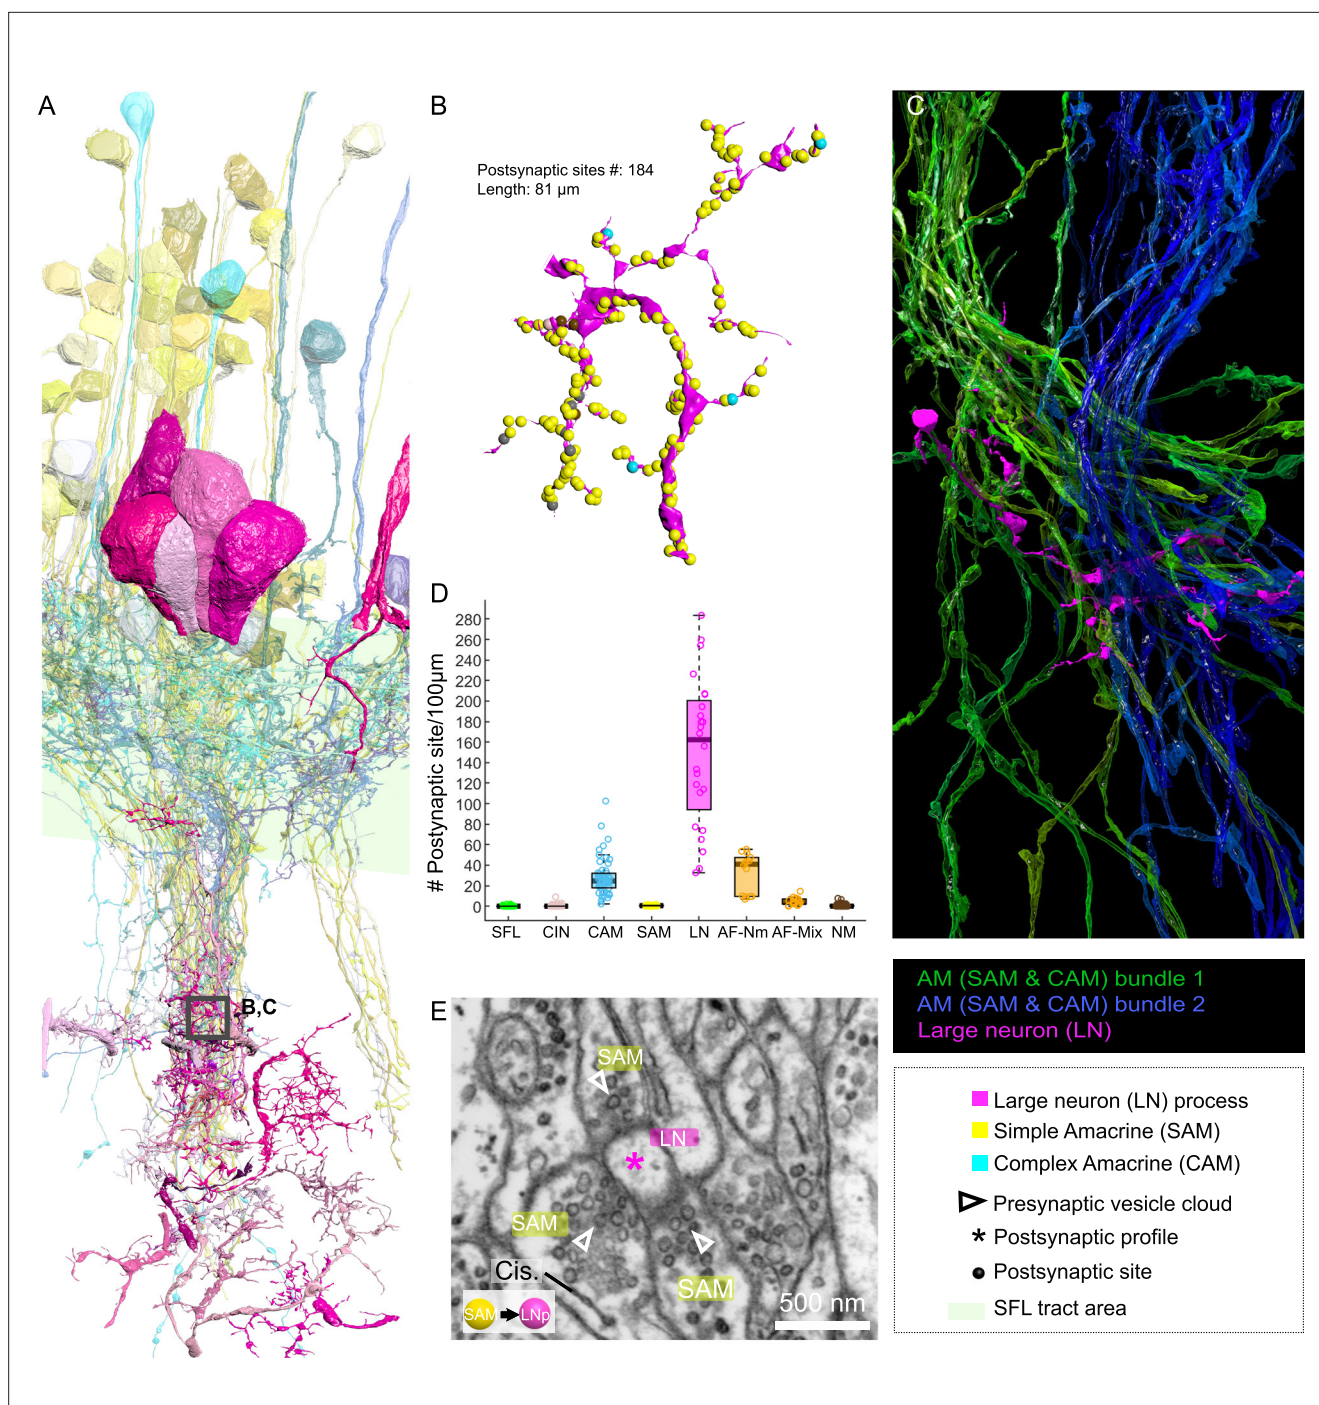 A
B
Postsynaptic sites #: 184
Length: 81 µm
C
B,C
D
# Postynaptic site/100µm
280
260
240
220
200
180
160
140
120
100
80
60
40
20
0
SFL CIN CAM SAM LN AF-Nm AF-Mix NM
E
SAM
LN
*
SAM
SAM
Cis.
SAM LNp
500 nm
AM (SAM & CAM) bundle 1
AM (SAM & CAM) bundle 2
Large neuron (LN)
Large neuron (LN) process
Simple Amacrine (SAM)
Complex Amacrine (CAM)
Presynaptic vesicle cloud
* Postsynaptic profile
Postsynaptic site
SFL tract area